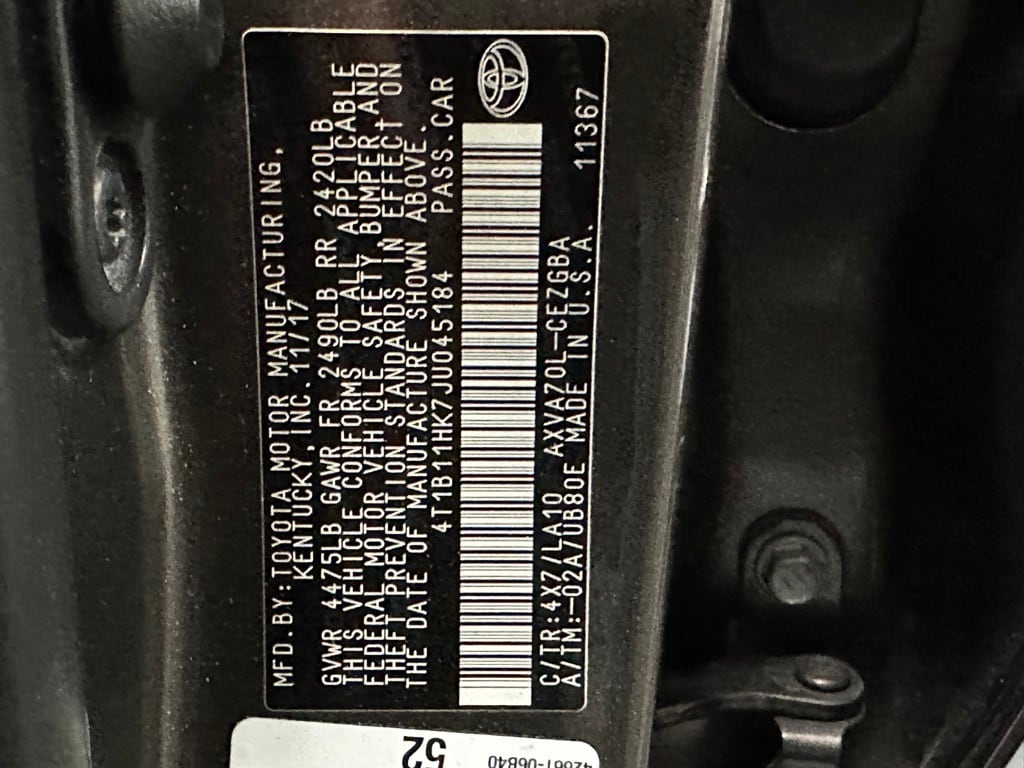 MFD.BY:TOYOTA MOTOR MANUFACTURING,
KENTUCKY, INC. 11/17
GVWR 4475LB GAWR FR 2490LB RR 2420LB
THIS VEHICLE CONFORMS TO ALL APPLICABLE
FEDERAL MOTOR VEHICLE SAFETY, BUMPER AND
THEFT PREVENTION STANDARDS IN EFFECT ON
THE DATE OF MANUFACTURE SHOWN ABOVE.
4T1B11HK7JU045184 PASS.CAR
C/TR:4X7/LA10 AXVA70L-CEZGBA
A/TM:-02A/UB80E MADE IN U.S.A. 11367
52
42661-06B40